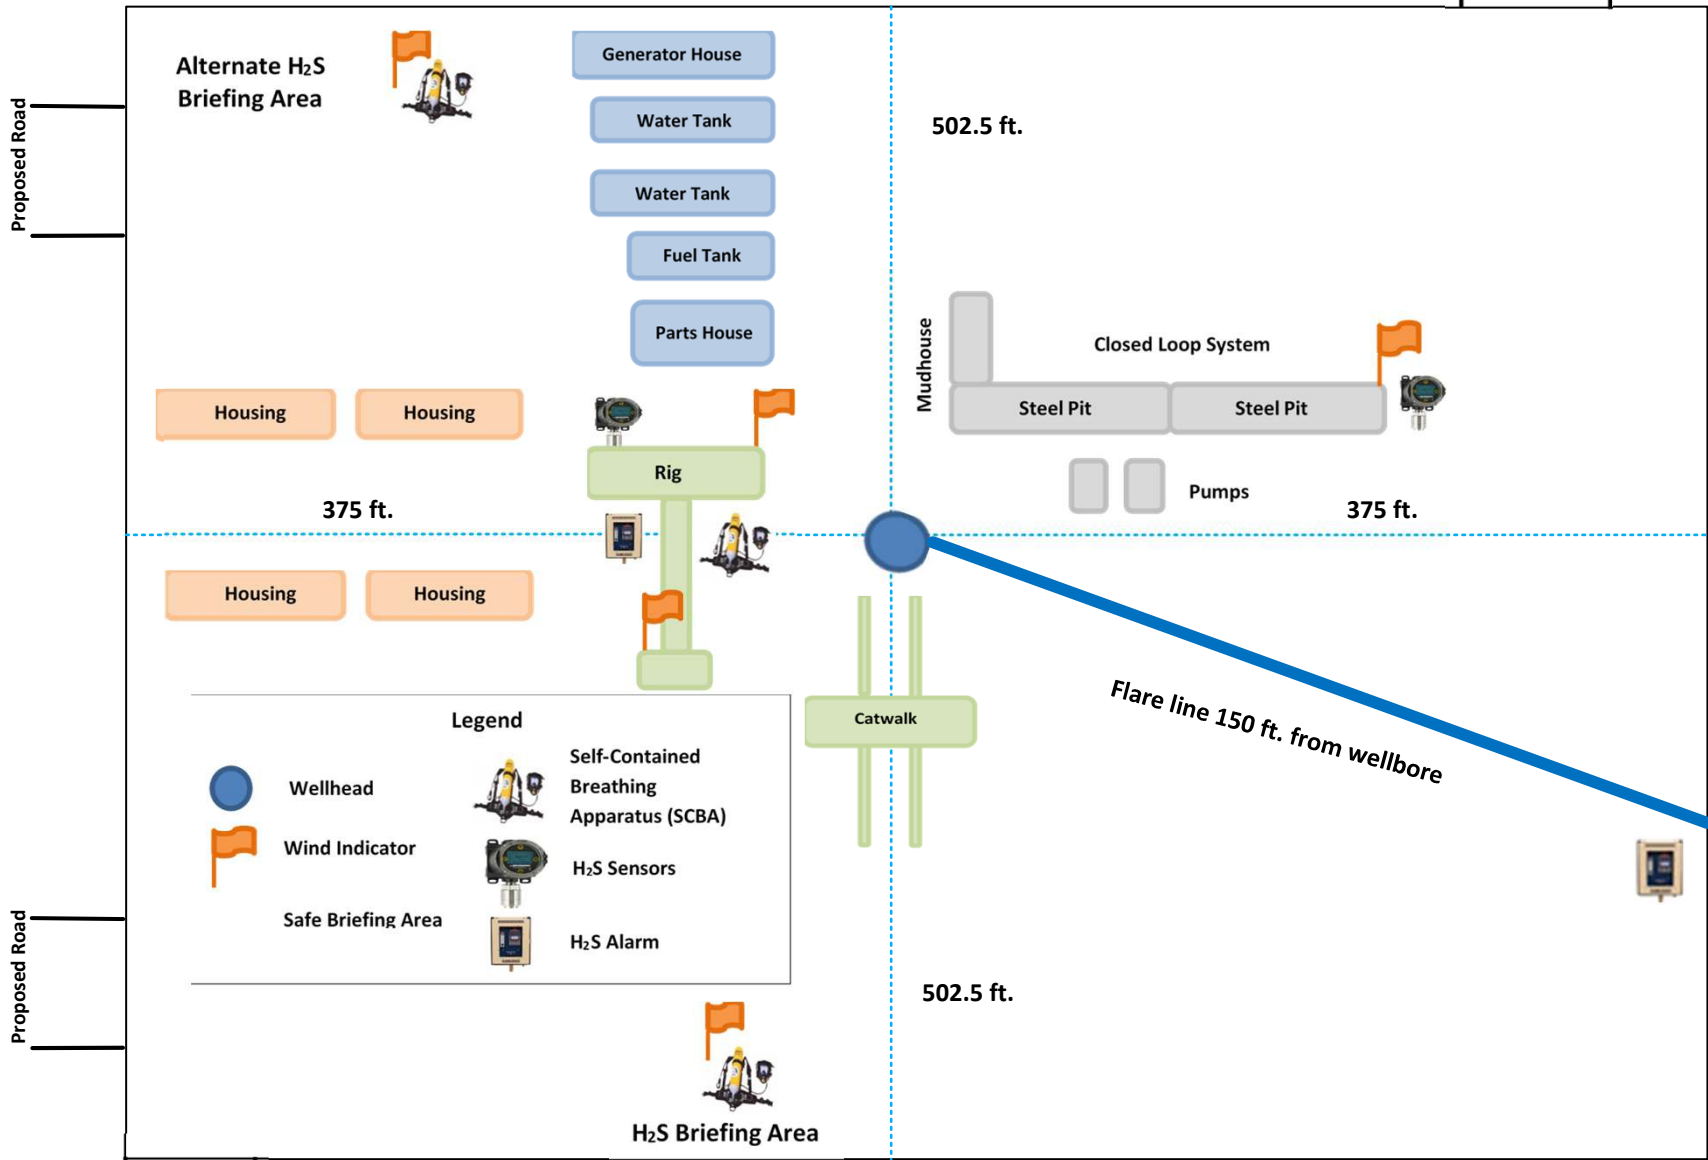 Alternate H2S
Briefing Area
Generator House
Water Tank
Water Tank
Fuel Tank
Parts House
502.5 ft.
Proposed Road
Mudhouse
Closed Loop System
Steel Pit
Steel Pit
Pumps
Housing
Housing
Rig
375 ft.
375 ft.
Housing
Housing
Catwalk
Flare line 150 ft. from wellbore
Legend
Wellhead
Wind Indicator
Safe Briefing Area
Self-Contained
Breathing
Apparatus (SCBA)
H2S Sensors
H2S Alarm
Proposed Road
502.5 ft.
H2S Briefing Area